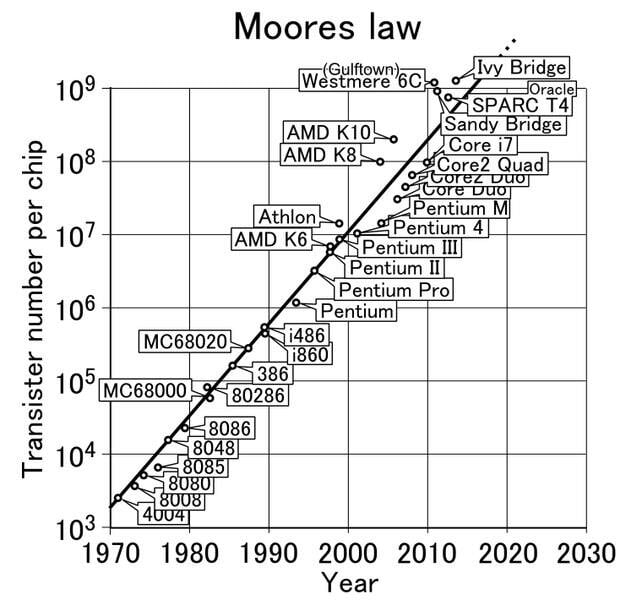 Moores law
Transister number per chip
10⁹
10⁸
10⁷
10⁶
10⁵
10⁴
10³
(Gulftown)
Westmere 6C
Ivy Bridge
Oracle
SPARC T4
Sandy Bridge
AMD K10
Core i7
AMD K8
Core2 Quad
Core2 Duo
Core Duo
Pentium M
Athlon
Pentium 4
AMD K6
Pentium III
Pentium II
Pentium Pro
Pentium
i486
MC68020
i860
386
MC68000
80286
8086
8048
8085
8080
8008
4004
1970 1980 1990 2000 2010 2020 2030
Year